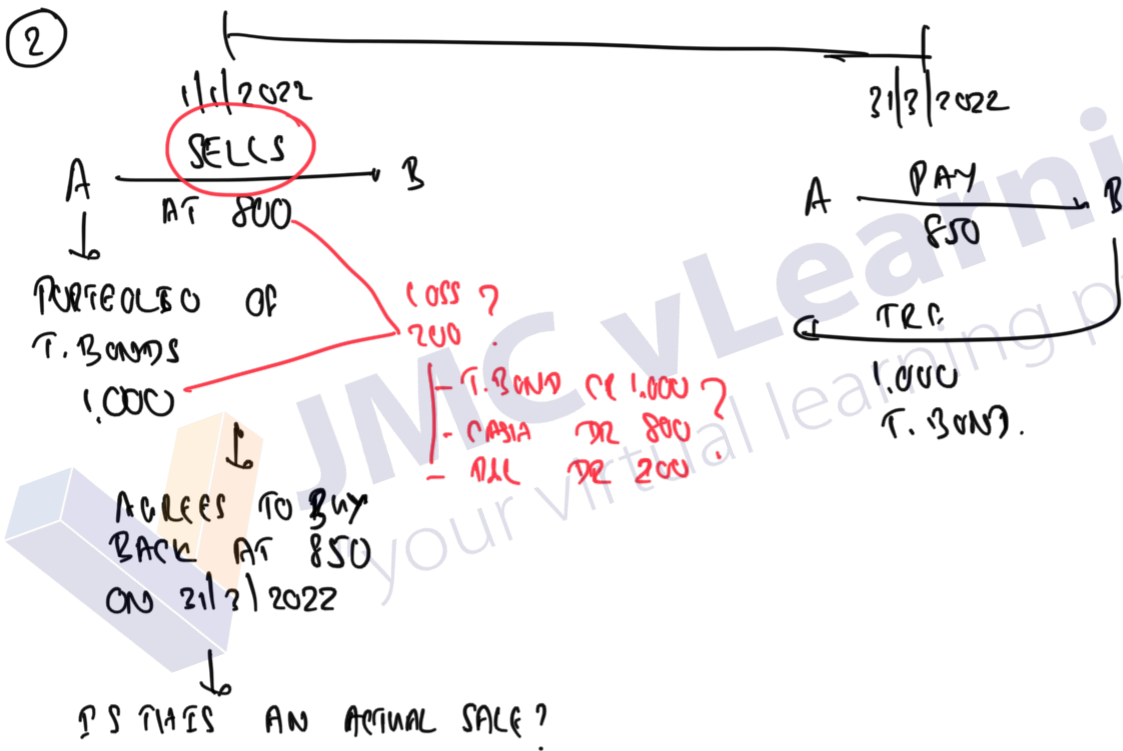 2
1/1/2022
31/3/2022
SELLS
A B
AT 800
A PAY B
850
PORTFOLIO OF
T. BONDS
1.000
LOSS ?
200
- T. BOND CR 1.000 ?
- CASH DR 800
- P&L DR 200
TRF.
1.000
T. BOND.
AGREES TO BUY
BACK AT 850
ON 31/3/2022
IS THIS AN ACTUAL SALE?
JMC vLearni
your virtual learning p